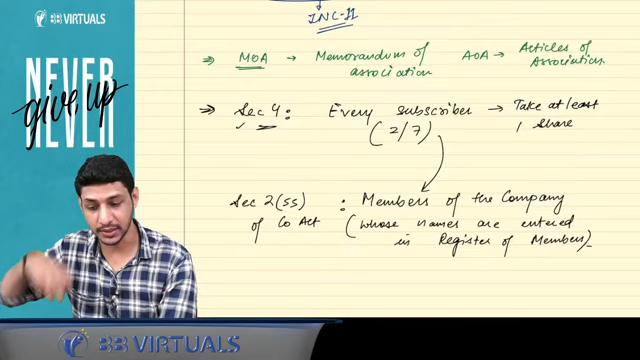 BB VIRTUALS
INC-11
NEVER
give up
NEVER
⇒ MOA → Memorandum of association
AOA → Articles of Association
⇒ Sec 4: Every subscriber (2/7) → Take at least 1 share
Sec 2(55) of Co Act : Members of the Company
(whose names are entered in Register of Members)
BB VIRTUALS